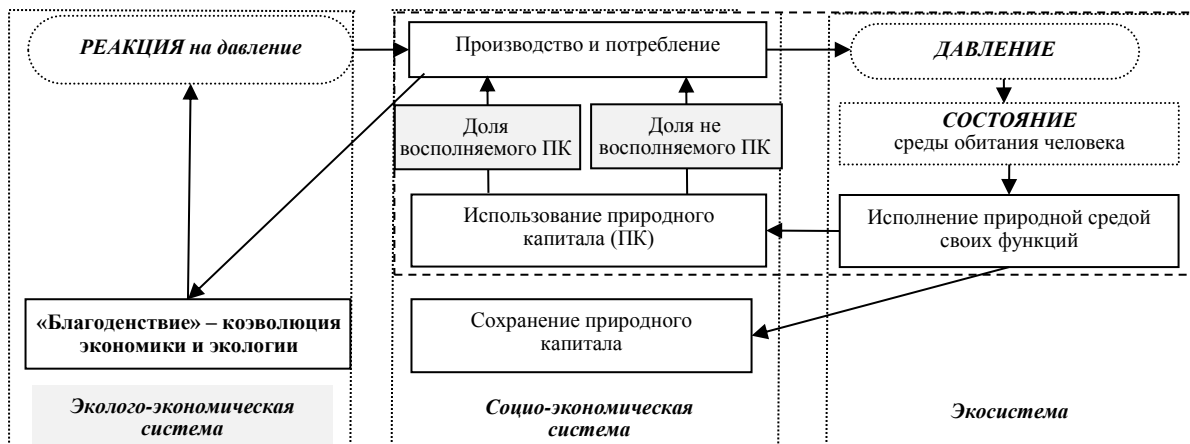 РЕАКЦИЯ на давление
Производство и потребление
ДАВЛЕНИЕ
Доля
восполняемого ПК
Доля не
восполняемого ПК
СОСТОЯНИЕ
среды обитания человека
Использование природного
капитала (ПК)
Исполнение природной средой
своих функций
«Благоденствие» – коэволюция
экономики и экологии
Сохранение природного
капитала
Эколого-экономическая
система
Социо-экономическая
система
Экосистема